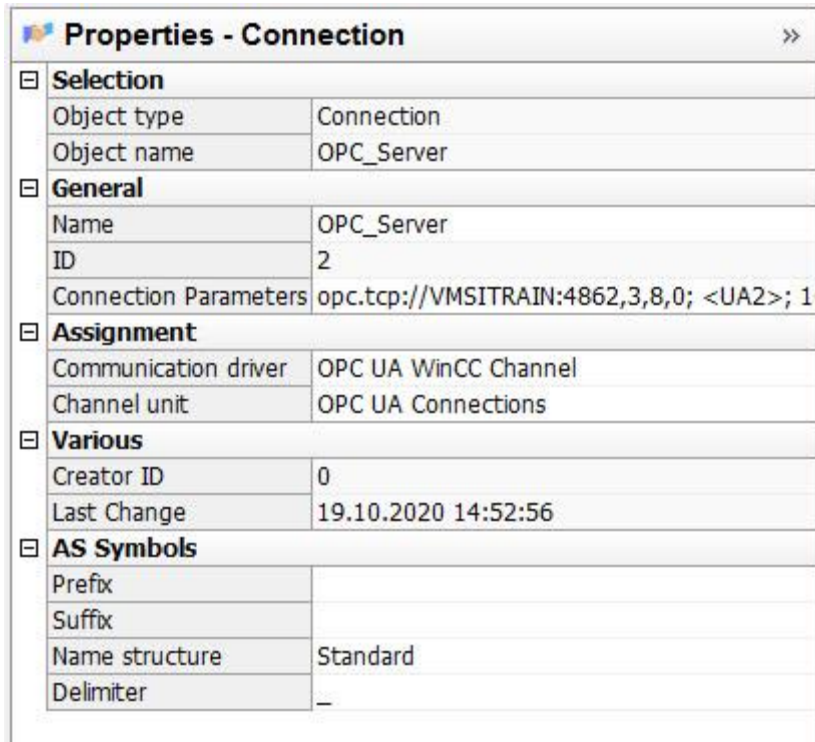 Properties - Connection »
Selection
Object type Connection
Object name OPC_Server
General
Name OPC_Server
ID 2
Connection Parameters opc.tcp://VMSITRAIN:4862,3,8,0; <UA2>; 1
Assignment
Communication driver OPC UA WinCC Channel
Channel unit OPC UA Connections
Various
Creator ID 0
Last Change 19.10.2020 14:52:56
AS Symbols
Prefix
Suffix
Name structure Standard
Delimiter _